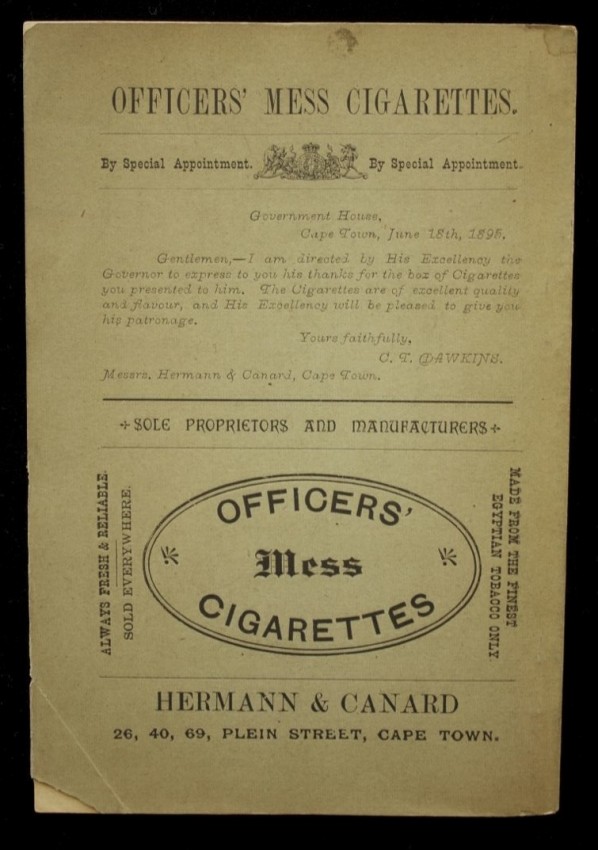 OFFICERS' MESS CIGARETTES.
By Special Appointment. By Special Appointment.
Government House,
Cape Town, June 18th, 1895.
Gentlemen,—I am directed by His Excellency the
Governor to express to you his thanks for the box of Cigarettes
you presented to him. The Cigarettes are of excellent quality
and flavour, and His Excellency will be pleased to give you
his patronage.
Yours faithfully,
C. T. DAWKINS.
Messrs. Hermann & Canard, Cape Town.
SOLE PROPRIETORS AND MANUFACTURERS
ALWAYS FRESH & RELIABLE.
SOLD EVERYWHERE.
OFFICERS'
Mess
CIGARETTES
MADE FROM THE FINEST
EGYPTIAN TOBACCO ONLY
HERMANN & CANARD
26, 40, 69, PLEIN STREET, CAPE TOWN.